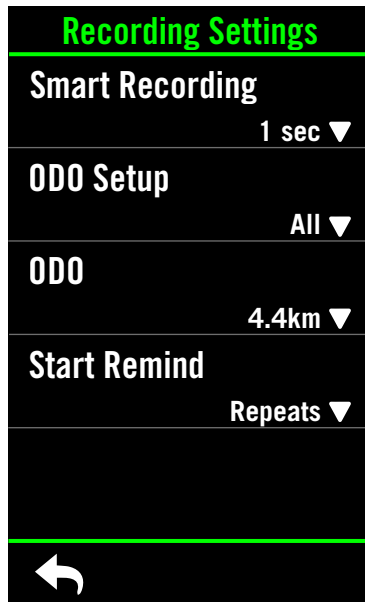 Recording Settings
Smart Recording
1 sec
ODO Setup
All
ODO
4.4km
Start Remind
Repeats